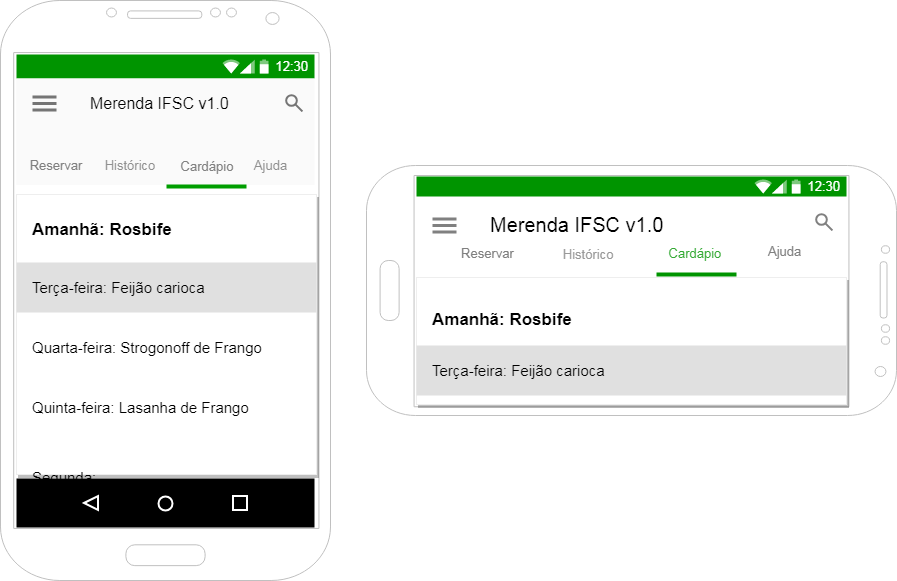 12:30
Merenda IFSC v1.0
Reservar Histórico Cardápio Ajuda
Amanhã: Rosbife
Terça-feira: Feijão carioca
Quarta-feira: Strogonoff de Frango
Quinta-feira: Lasanha de Frango
Segunda:
12:30
Merenda IFSC v1.0
Reservar Histórico Cardápio Ajuda
Amanhã: Rosbife
Terça-feira: Feijão carioca